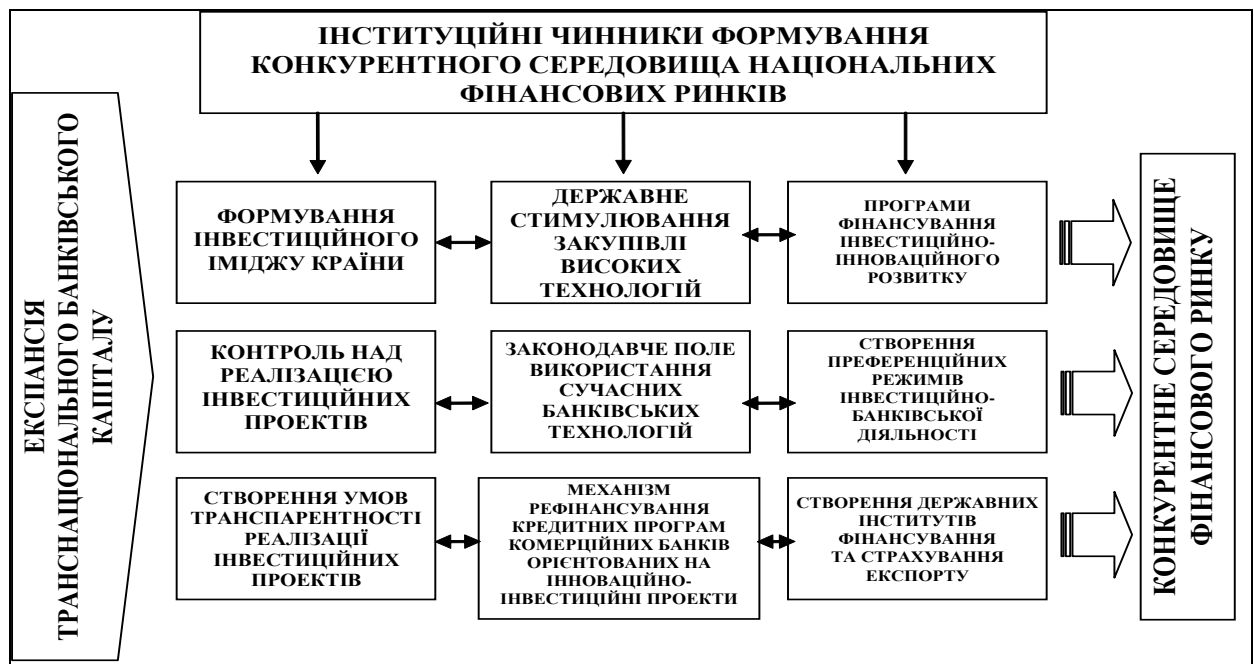 ІНСТИТУЦІЙНІ ЧИННИКИ ФОРМУВАННЯ
КОНКУРЕНТНОГО СЕРЕДОВИЩА НАЦІОНАЛЬНИХ
ФІНАНСОВИХ РИНКІВ
ЕКСПАНСІЯ
ТРАНСНАЦІОНАЛЬНОГО БАНКІВСЬКОГО
КАПІТАЛУ
ФОРМУВАННЯ
ІНВЕСТИЦІЙНОГО
ІМІДЖУ КРАЇНИ
ДЕРЖАВНЕ
СТИМУЛЮВАННЯ
ЗАКУПІВЛІ
ВИСОКИХ
ТЕХНОЛОГІЙ
ПРОГРАМИ
ФІНАНСУВАННЯ
ІНВЕСТИЦІЙНО-
ІННОВАЦІЙНОГО
РОЗВИТКУ
КОНТРОЛЬ НАД
РЕАЛІЗАЦІЄЮ
ІНВЕСТИЦІЙНИХ
ПРОЕКТІВ
ЗАКОНОДАВЧЕ ПОЛЕ
ВИКОРИСТАННЯ
СУЧАСНИХ
БАНКІВСЬКИХ
ТЕХНОЛОГІЙ
СТВОРЕННЯ
ПРЕФЕРЕНЦІЙНИХ
РЕЖИМІВ
ІНВЕСТИЦІЙНО-
БАНКІВСЬКОЇ
ДІЯЛЬНОСТІ
СТВОРЕННЯ УМОВ
ТРАНСПАРЕНТНОСТІ
РЕАЛІЗАЦІЇ
ІНВЕСТИЦІЙНИХ
ПРОЕКТІВ
МЕХАНІЗМ
РЕФІНАНСУВАННЯ
КРЕДИТНИХ ПРОГРАМ
КОМЕРЦІЙНИХ БАНКІВ
ОРІЄНТОВАНИХ НА
ІННОВАЦІЙНО-
ІНВЕСТИЦІЙНІ ПРОЕКТИ
СТВОРЕННЯ ДЕРЖАВНИХ
ІНСТИТУТІВ
ФІНАНСУВАННЯ
ТА СТРАХУВАННЯ
ЕКСПОРТУ
КОНКУРЕНТНЕ СЕРЕДОВИЩЕ
ФІНАНСОВОГО РИНКУ